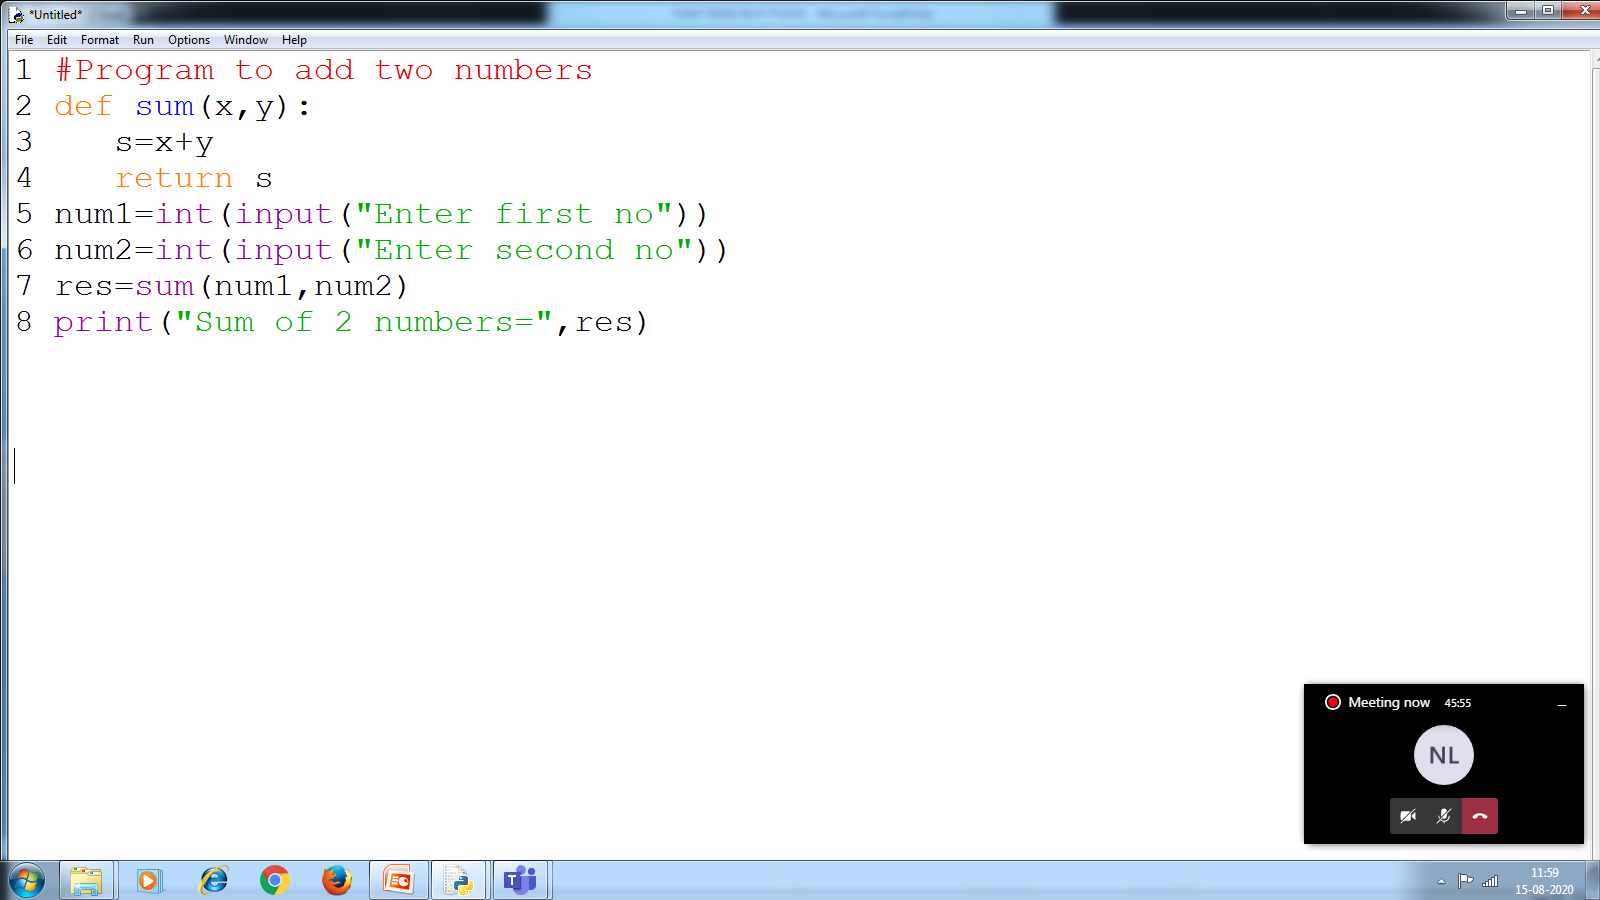 *Untitled*
File Edit Format Run Options Window Help
1 #Program to add two numbers
2 def sum(x,y):
3    s=x+y
4    return s
5 num1=int(input("Enter first no"))
6 num2=int(input("Enter second no"))
7 res=sum(num1,num2)
8 print("Sum of 2 numbers=",res)
Meeting now 45:55
NL
11:59
15-08-2020